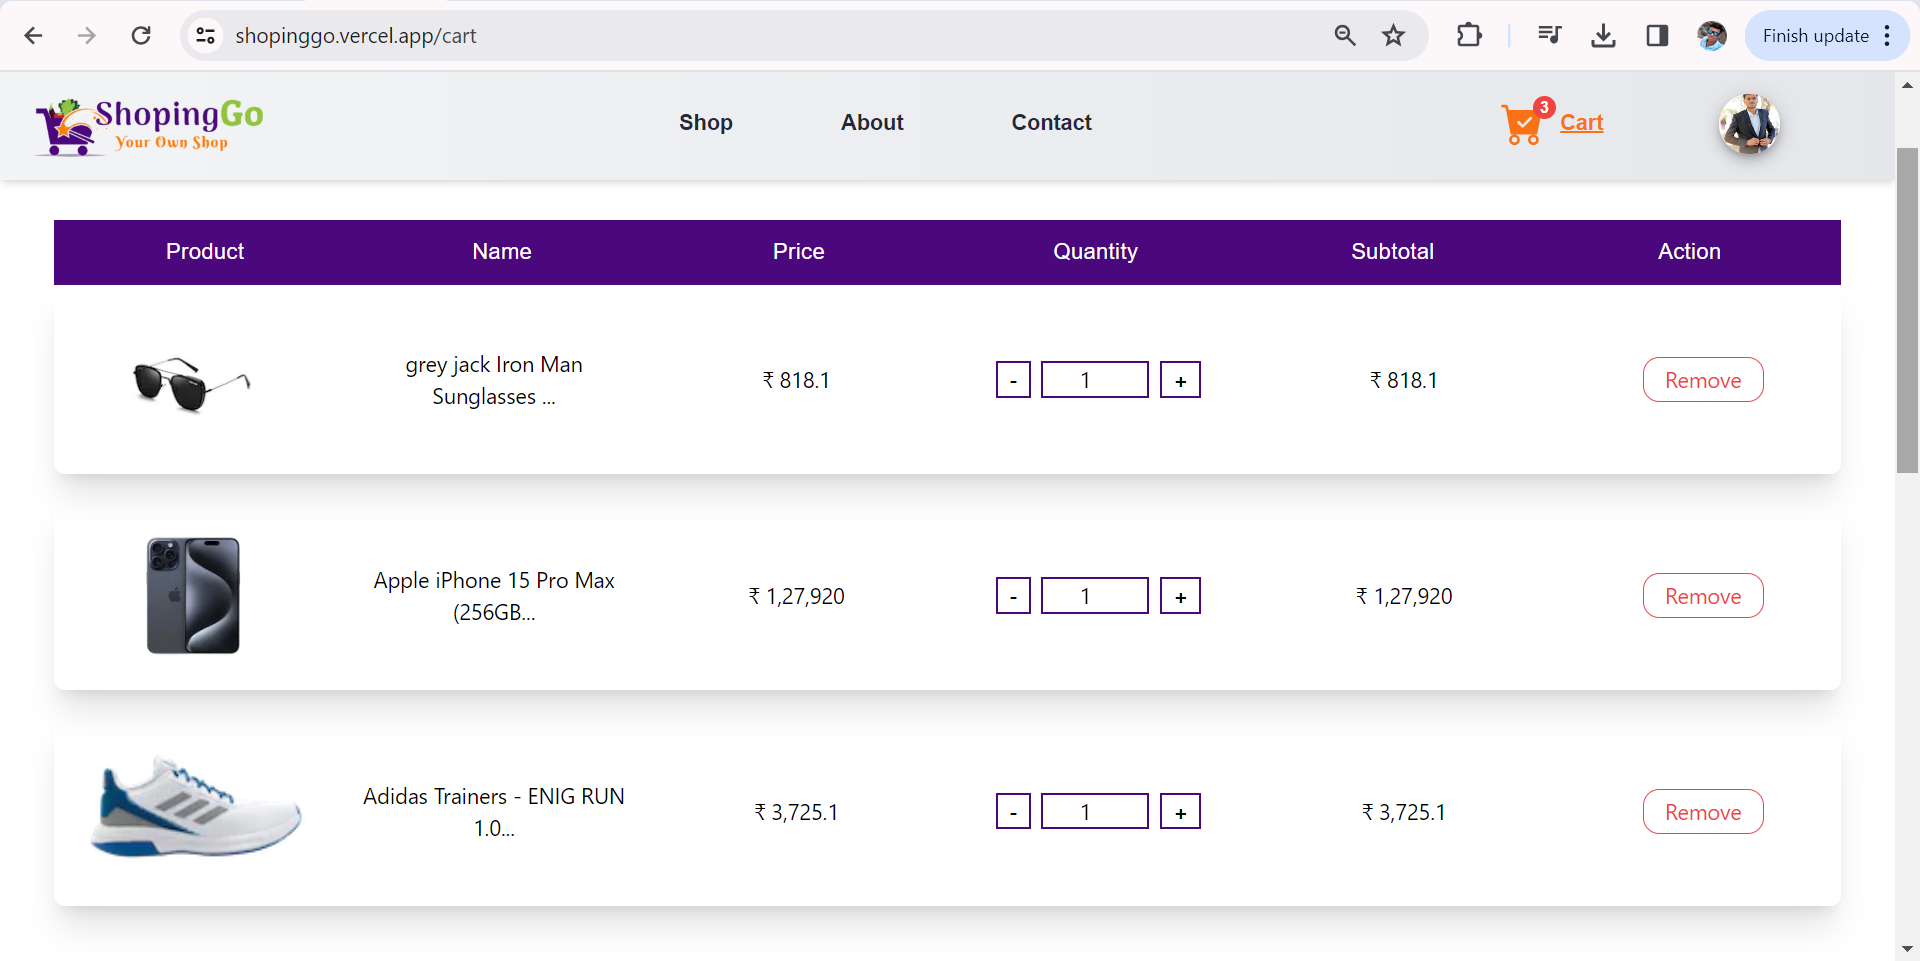 shopinggo.vercel.app/cart
Finish update
ShopingGo
Your Own Shop
Shop
About
Contact
3
Cart
Product
Name
Price
Quantity
Subtotal
Action
grey jack Iron Man
Sunglasses ...
₹ 818.1
-
1
+
₹ 818.1
Remove
Apple iPhone 15 Pro Max
(256GB...
₹ 1,27,920
-
1
+
₹ 1,27,920
Remove
Adidas Trainers - ENIG RUN
1.0...
₹ 3,725.1
-
1
+
₹ 3,725.1
Remove